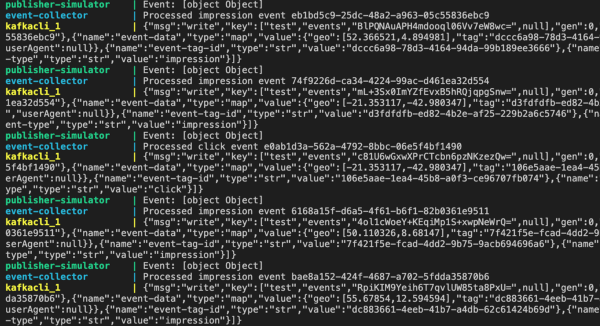 publisher-simulator | Event: [object Object]
event-collector | Processed impression event eb1bd5c9-25dc-48a2-a963-05c55836ebc9
kafkacli_1 | {"msg":"write","key":["test","events","BlPQNAuAPH4mdooql06Vv7eW8wc=",null],"gen":0,
55836ebc9"},{"name":"event-data","type":"map","value":{"geo":[52.366521,4.894981],"tag":"dccc6a98-78d3-4164-
userAgent":null}},{"name":"event-tag-id","type":"str","value":"dccc6a98-78d3-4164-94da-99b189ee3666"},{"name
-type","type":"str","value":"impression"}]}
publisher-simulator | Event: [object Object]
event-collector | Processed impression event 74f9226d-ca34-4224-99ac-d461ea32d554
kafkacli_1 | {"msg":"write","key":["test","events","mL+3Sx0ImYZfEvxB5hRQjqpgSnw=",null],"gen":0,
1ea32d554"},{"name":"event-data","type":"map","value":{"geo":[-21.353117,-42.980347],"tag":"d3fdfdfb-ed82-4b
","userAgent":null}},{"name":"event-tag-id","type":"str","value":"d3fdfdfb-ed82-4b2e-af25-229b2a6c5746"},{"n
ent-type","type":"str","value":"impression"}]}
publisher-simulator | Event: [object Object]
event-collector | Processed click event e0ab1d3a-562a-4792-8bbc-06e5f4bf1490
kafkacli_1 | {"msg":"write","key":["test","events","c81U6wGxwXPrCTcbn6pzNKzezQw=",null],"gen":0,
5f4bf1490"},{"name":"event-data","type":"map","value":{"geo":[-21.353117,-42.980347],"tag":"106e5aae-1ea4-45
erAgent":null}},{"name":"event-tag-id","type":"str","value":"106e5aae-1ea4-45b8-a0f3-ce96707fb074"},{"name":
ype","type":"str","value":"click"}]}
publisher-simulator | Event: [object Object]
event-collector | Processed impression event 6168a15f-d6a5-4f61-b6f1-82b0361e9511
kafkacli_1 | {"msg":"write","key":["test","events","4ol1cWoeY+KEqiMp1S+xwpNeWrQ=",null],"gen":0,
0361e9511"},{"name":"event-data","type":"map","value":{"geo":[50.110326,8.68147],"tag":"7f421f5e-fcad-4dd2-9
rAgent":null}},{"name":"event-tag-id","type":"str","value":"7f421f5e-fcad-4dd2-9b75-9acb694696a6"},{"name":"
type","type":"str","value":"impression"}]}
publisher-simulator | Event: [object Object]
event-collector | Processed impression event bae8a152-424f-4687-a702-5fdda35870b6
kafkacli_1 | {"msg":"write","key":["test","events","RpiKIM9Yeih6T7qvlUW85ta8PxU=",null],"gen":0,
da35870b6"},{"name":"event-data","type":"map","value":{"geo":[55.67854,12.594594],"tag":"dc883661-4eeb-41b7-
userAgent":null}},{"name":"event-tag-id","type":"str","value":"dc883661-4eeb-41b7-a4db-62c61424b69d"},{"name
-type","type":"str","value":"impression"}]}